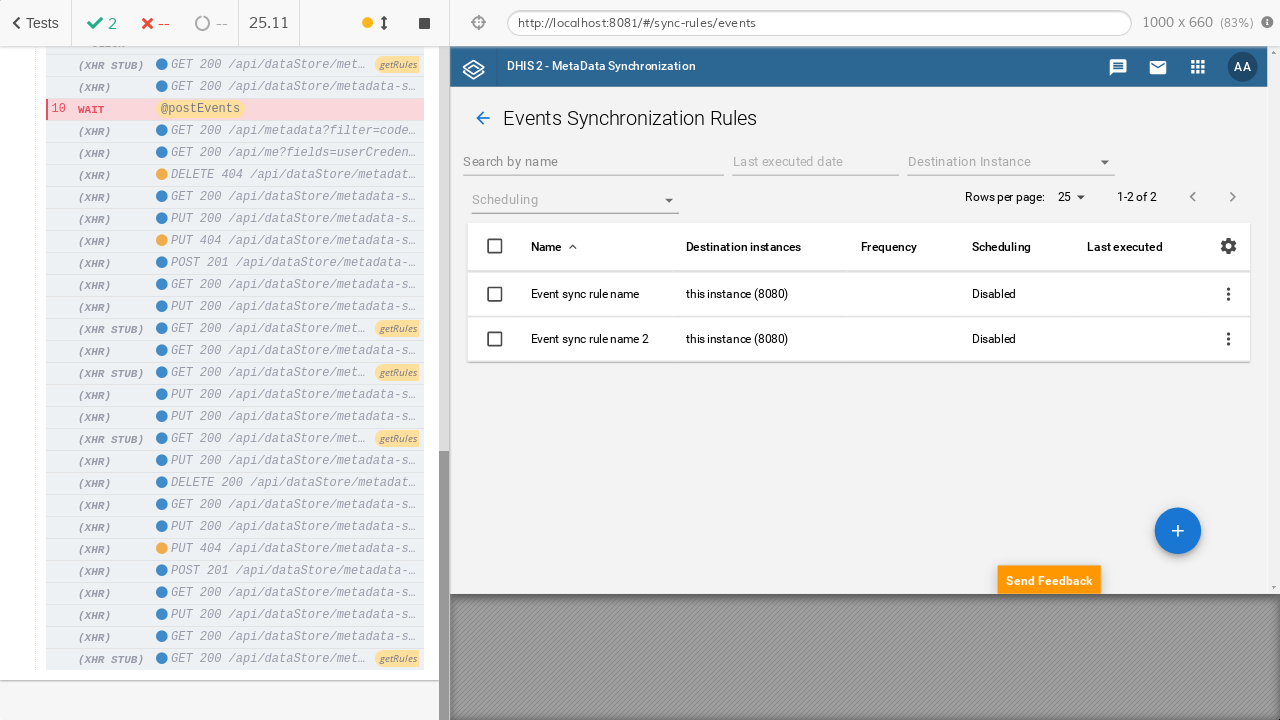 Tests
2
--
--
25.11
http://localhost:8081/#/sync-rules/events
1000 x 660 (83%)
(XHR STUB) GET 200 /api/dataStore/met... getRules
(XHR) GET 200 /api/dataStore/metadata-s...
10 WAIT @postEvents
(XHR) GET 200 /api/metadata?filter=code...
(XHR) GET 200 /api/me?fields=userCreden...
(XHR) DELETE 404 /api/dataStore/metadat...
(XHR) GET 200 /api/dataStore/metadata-s...
(XHR) PUT 200 /api/dataStore/metadata-s...
(XHR) PUT 404 /api/dataStore/metadata-s...
(XHR) POST 201 /api/dataStore/metadata-...
(XHR) GET 200 /api/dataStore/metadata-s...
(XHR) PUT 200 /api/dataStore/metadata-s...
(XHR STUB) GET 200 /api/dataStore/met... getRules
(XHR) GET 200 /api/dataStore/metadata-s...
(XHR STUB) GET 200 /api/dataStore/met... getRules
(XHR) PUT 200 /api/dataStore/metadata-s...
(XHR) PUT 200 /api/dataStore/metadata-s...
(XHR STUB) GET 200 /api/dataStore/met... getRules
(XHR) PUT 200 /api/dataStore/metadata-s...
(XHR) DELETE 200 /api/dataStore/metadat...
(XHR) GET 200 /api/dataStore/metadata-s...
(XHR) PUT 200 /api/dataStore/metadata-s...
(XHR) PUT 404 /api/dataStore/metadata-s...
(XHR) POST 201 /api/dataStore/metadata-...
(XHR) GET 200 /api/dataStore/metadata-s...
(XHR) PUT 200 /api/dataStore/metadata-s...
(XHR) GET 200 /api/dataStore/metadata-s...
(XHR STUB) GET 200 /api/dataStore/met... getRules
DHIS 2 - MetaData Synchronization
AA
Events Synchronization Rules
Search by name
Last executed date
Destination Instance
Scheduling
Rows per page: 25 1-2 of 2
Name Destination instances Frequency Scheduling Last executed
Event sync rule name this instance (8080) Disabled
Event sync rule name 2 this instance (8080) Disabled
+
Send Feedback